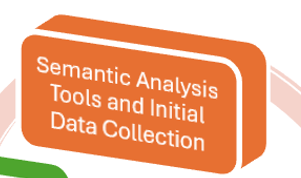 Semantic Analysis
Tools and Initial
Data Collection